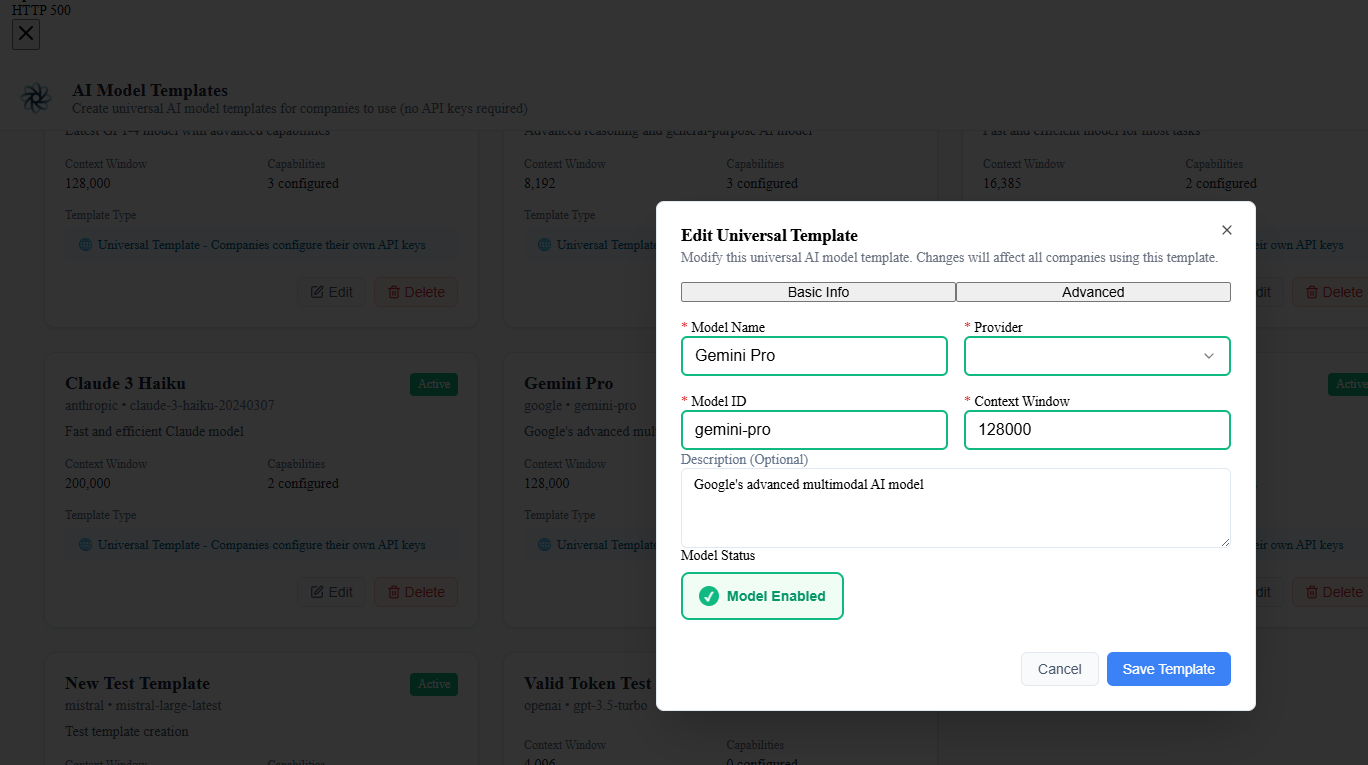 HTTP 500
AI Model Templates
Create universal AI model templates for companies to use (no API keys required)
Latest GPT-4 model with advanced capabilities
Advanced reasoning and general-purpose AI model
Fast and efficient model for most tasks
Context Window
Capabilities
Context Window
Capabilities
Context Window
Capabilities
128,000
3 configured
8,192
3 configured
16,385
2 configured
Template Type
Template Type
Universal Template - Companies configure their own API keys
Universal Template
eir own API keys
Edit
Delete
dit
Delete
Edit Universal Template
Modify this universal AI model template. Changes will affect all companies using this template.
Basic Info
Advanced
* Model Name
* Provider
Gemini Pro
* Model ID
* Context Window
gemini-pro
128000
Description (Optional)
Google's advanced multimodal AI model
Model Status
Model Enabled
Cancel
Save Template
Claude 3 Haiku
Active
Gemini Pro
Active
anthropic • claude-3-haiku-20240307
google • gemini-pro
Fast and efficient Claude model
Google's advanced mul
Context Window
Capabilities
Context Window
200,000
2 configured
128,000
Template Type
Template Type
Universal Template - Companies configure their own API keys
Universal Template
eir own API keys
Edit
Delete
dit
Delete
New Test Template
Active
Valid Token Test
mistral • mistral-large-latest
openai • gpt-3.5-turbo
Test template creation
Context Window
Capabilities
Context Window
Capabilities
4,096
0 configured